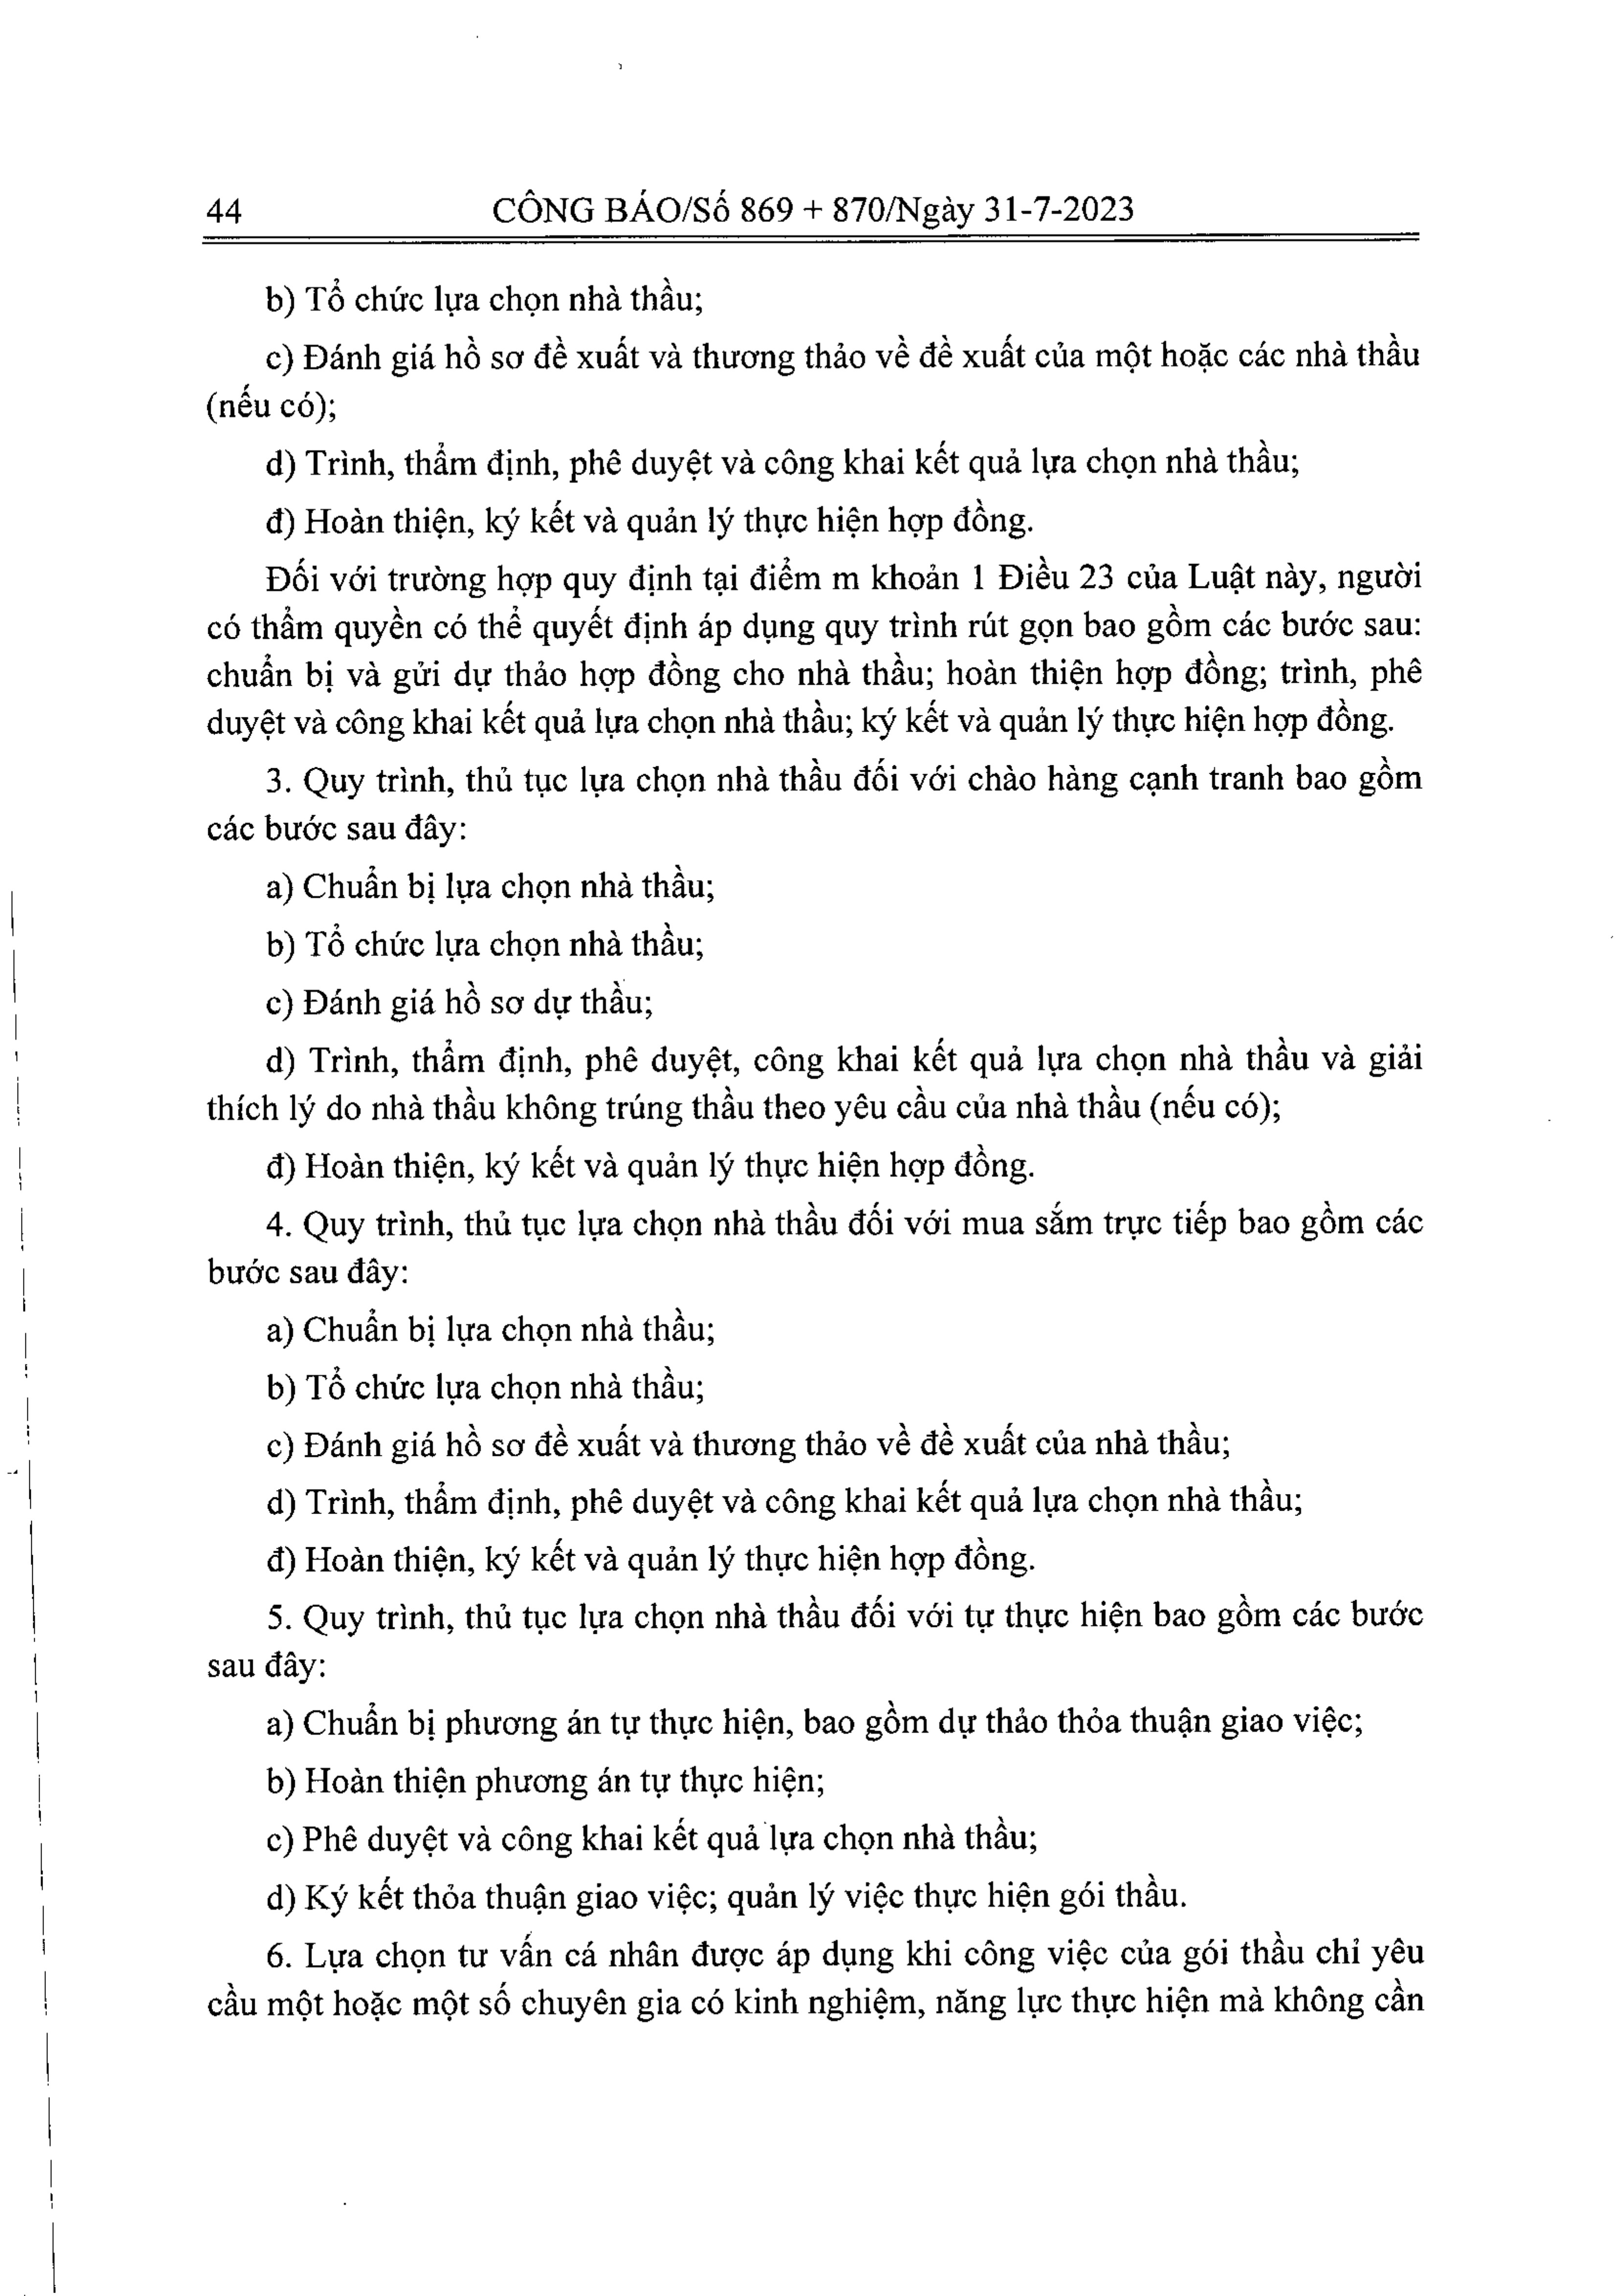 44
CÔNG BÁO/Số 869 + 870/Ngày 31-7-2023
b) Tổ chức lựa chọn nhà thầu;
c) Đánh giá hồ sơ đề xuất và thương thảo về đề xuất của một hoặc các nhà thầu
(nếu có);
d) Trình, thẩm định, phê duyệt và công khai kết quả lựa chọn nhà thầu;
đ) Hoàn thiện, ký kết và quản lý thực hiện hợp đồng.
Đối với trường hợp quy định tại điểm m khoản 1 Điều 23 của Luật này, người
có thẩm quyền có thể quyết định áp dụng quy trình rút gọn bao gồm các bước sau:
chuẩn bị và gửi dự thảo hợp đồng cho nhà thầu; hoàn thiện hợp đồng; trình, phê
duyệt và công khai kết quả lựa chọn nhà thầu; ký kết và quản lý thực hiện hợp đồng.
3. Quy trình, thủ tục lựa chọn nhà thầu đối với chào hàng cạnh tranh bao gồm
các bước sau đây:
a) Chuẩn bị lựa chọn nhà thầu;
b) Tổ chức lựa chọn nhà thầu;
c) Đánh giá hồ sơ dự thầu;
d) Trình, thẩm định, phê duyệt, công khai kết quả lựa chọn nhà thầu và giải
thích lý do nhà thầu không trúng thầu theo yêu cầu của nhà thầu (nếu có);
đ) Hoàn thiện, ký kết và quản lý thực hiện hợp đồng.
4. Quy trình, thủ tục lựa chọn nhà thầu đối với mua sắm trực tiếp bao gồm các
bước sau đây:
a) Chuẩn bị lựa chọn nhà thầu;
b) Tổ chức lựa chọn nhà thầu;
c) Đánh giá hồ sơ đề xuất và thương thảo về đề xuất của nhà thầu;
d) Trình, thẩm định, phê duyệt và công khai kết quả lựa chọn nhà thầu;
đ) Hoàn thiện, ký kết và quản lý thực hiện hợp đồng.
5. Quy trình, thủ tục lựa chọn nhà thầu đối với tự thực hiện bao gồm các bước
sau đây:
a) Chuẩn bị phương án tự thực hiện, bao gồm dự thảo thỏa thuận giao việc;
b) Hoàn thiện phương án tự thực hiện;
c) Phê duyệt và công khai kết quả lựa chọn nhà thầu;
d) Ký kết thỏa thuận giao việc; quản lý việc thực hiện gói thầu.
6. Lựa chọn tư vấn cá nhân được áp dụng khi công việc của gói thầu chỉ yêu
cầu một hoặc một số chuyên gia có kinh nghiệm, năng lực thực hiện mà không cần